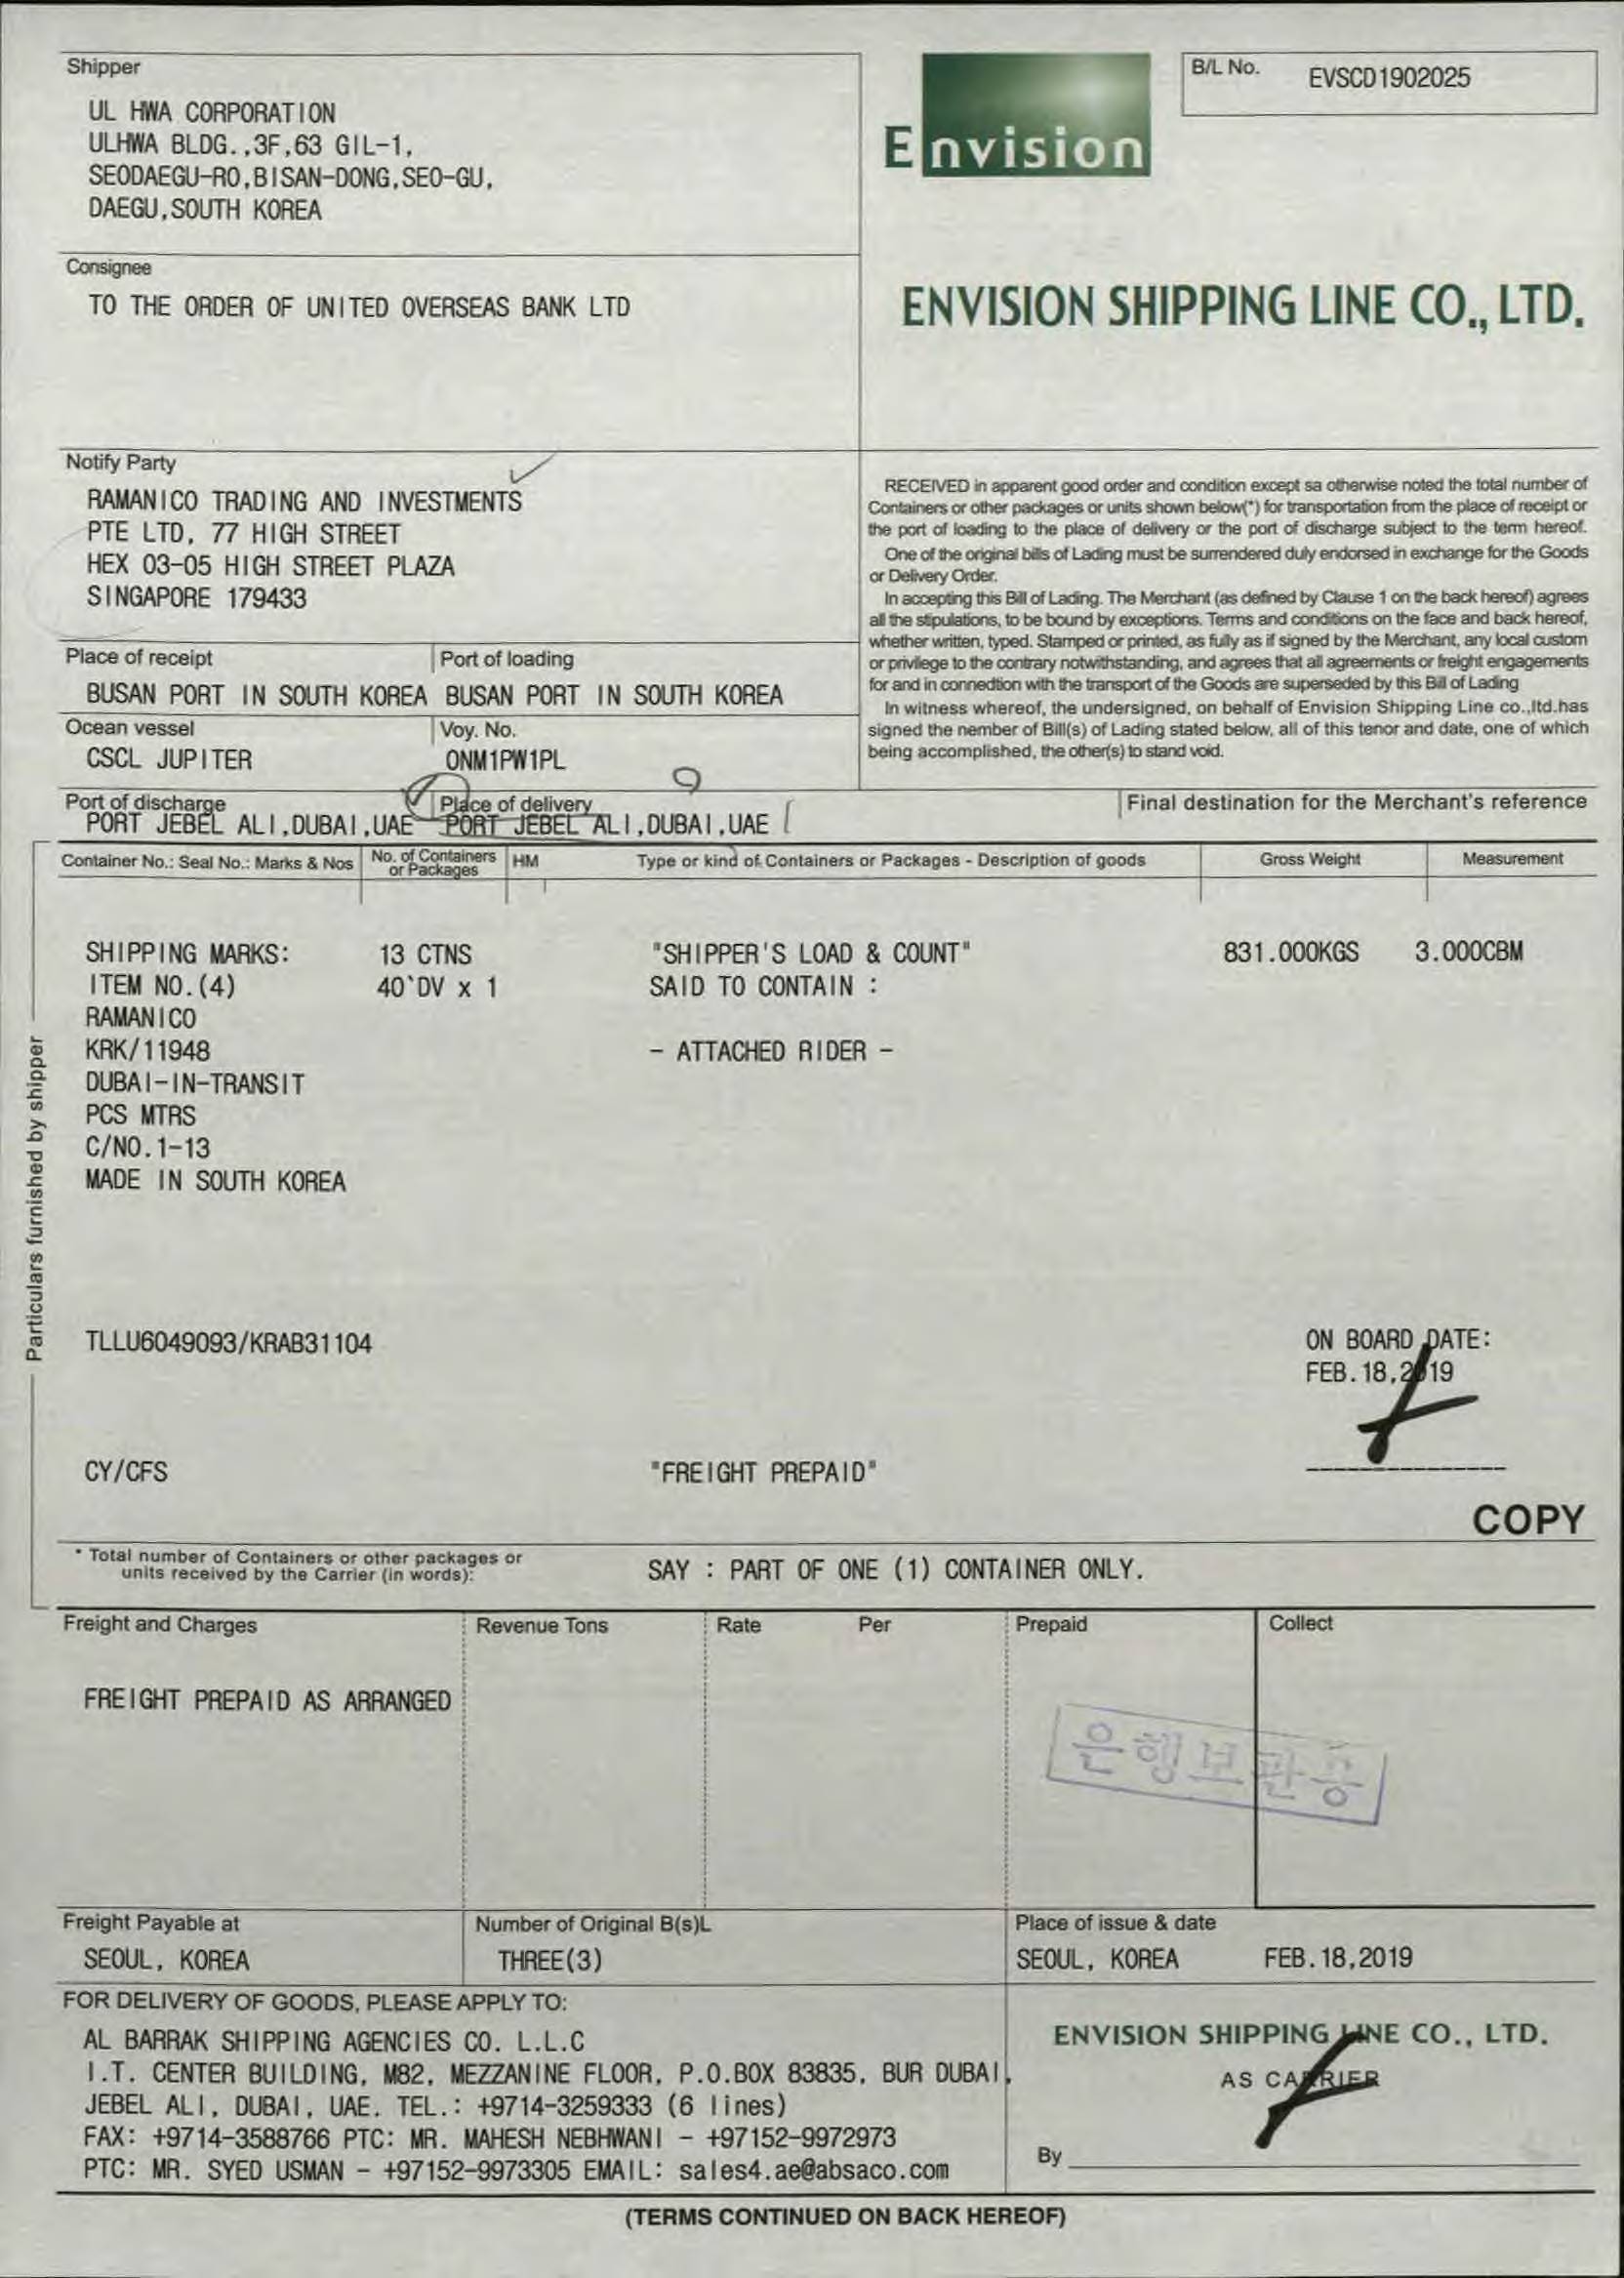 Shipper
UL HWA CORPORATION
ULHWA BLDG.,3F,63 GIL-1,
SEODAEGU-RO,BISAN-DONG,SEO-GU,
DAEGU,SOUTH KOREA
B/L No. EVSCD1902025
Envision
Consignee
TO THE ORDER OF UNITED OVERSEAS BANK LTD
ENVISION SHIPPING LINE CO., LTD.
Notify Party
RAMANICO TRADING AND INVESTMENTS
PTE LTD, 77 HIGH STREET
HEX 03-05 HIGH STREET PLAZA
SINGAPORE 179433
RECEIVED in apparent good order and condition except sa otherwise noted the total number of
Containers or other packages or units shown below(*) for transportation from the place of receipt or
the port of loading to the place of delivery or the port of discharge subject to the term hereof.
One of the original bills of Lading must be surrendered duly endorsed in exchange for the Goods
or Delivery Order.
In accepting this Bill of Lading. The Merchant (as defined by Clause 1 on the back hereof) agrees
all the stipulations, to be bound by exceptions. Terms and conditions on the face and back hereof,
whether written, typed. Stamped or printed, as fully as if signed by the Merchant, any local custom
or privilege to the contrary notwithstanding, and agrees that all agreements or freight engagements
for and in connedtion with the transport of the Goods are superseded by this Bill of Lading
In witness whereof, the undersigned, on behalf of Envision Shipping Line co.,ltd.has
signed the nember of Bill(s) of Lading stated below, all of this tenor and date, one of which
being accomplished, the other(s) to stand void.
Place of receipt Port of loading
BUSAN PORT IN SOUTH KOREA BUSAN PORT IN SOUTH KOREA
Ocean vessel Voy. No.
CSCL JUPITER ONM1PW1PL
Port of discharge Place of delivery Final destination for the Merchant's reference
PORT JEBEL ALI,DUBAI,UAE PORT JEBEL ALI,DUBAI,UAE
Container No.: Seal No.: Marks & Nos No. of Containers or Packages HM Type or kind of Containers or Packages - Description of goods Gross Weight Measurement
Particulars furnished by shipper
SHIPPING MARKS: 13 CTNS "SHIPPER'S LOAD & COUNT" 831.000KGS 3.000CBM
ITEM NO.(4) 40`DV x 1 SAID TO CONTAIN :
RAMANICO
KRK/11948 - ATTACHED RIDER -
DUBAI-IN-TRANSIT
PCS MTRS
C/NO.1-13
MADE IN SOUTH KOREA
TLLU6049093/KRAB31104 ON BOARD DATE:
FEB.18,2019
CY/CFS "FREIGHT PREPAID"
COPY
* Total number of Containers or other packages or
units received by the Carrier (in words):
SAY : PART OF ONE (1) CONTAINER ONLY.
Freight and Charges Revenue Tons Rate Per Prepaid Collect
FREIGHT PREPAID AS ARRANGED
은행보관용
Freight Payable at Number of Original B(s)L Place of issue & date
SEOUL, KOREA THREE(3) SEOUL, KOREA FEB.18,2019
FOR DELIVERY OF GOODS, PLEASE APPLY TO:
AL BARRAK SHIPPING AGENCIES CO. L.L.C
I.T. CENTER BUILDING, M82, MEZZANINE FLOOR, P.O.BOX 83835, BUR DUBAI,
JEBEL ALI, DUBAI, UAE. TEL.: +9714-3259333 (6 lines)
FAX: +9714-3588766 PTC: MR. MAHESH NEBHWANI - +97152-9972973
PTC: MR. SYED USMAN - +97152-9973305 EMAIL: sales4.ae@absaco.com
ENVISION SHIPPING LINE CO., LTD.
AS CARRIER
By
(TERMS CONTINUED ON BACK HEREOF)